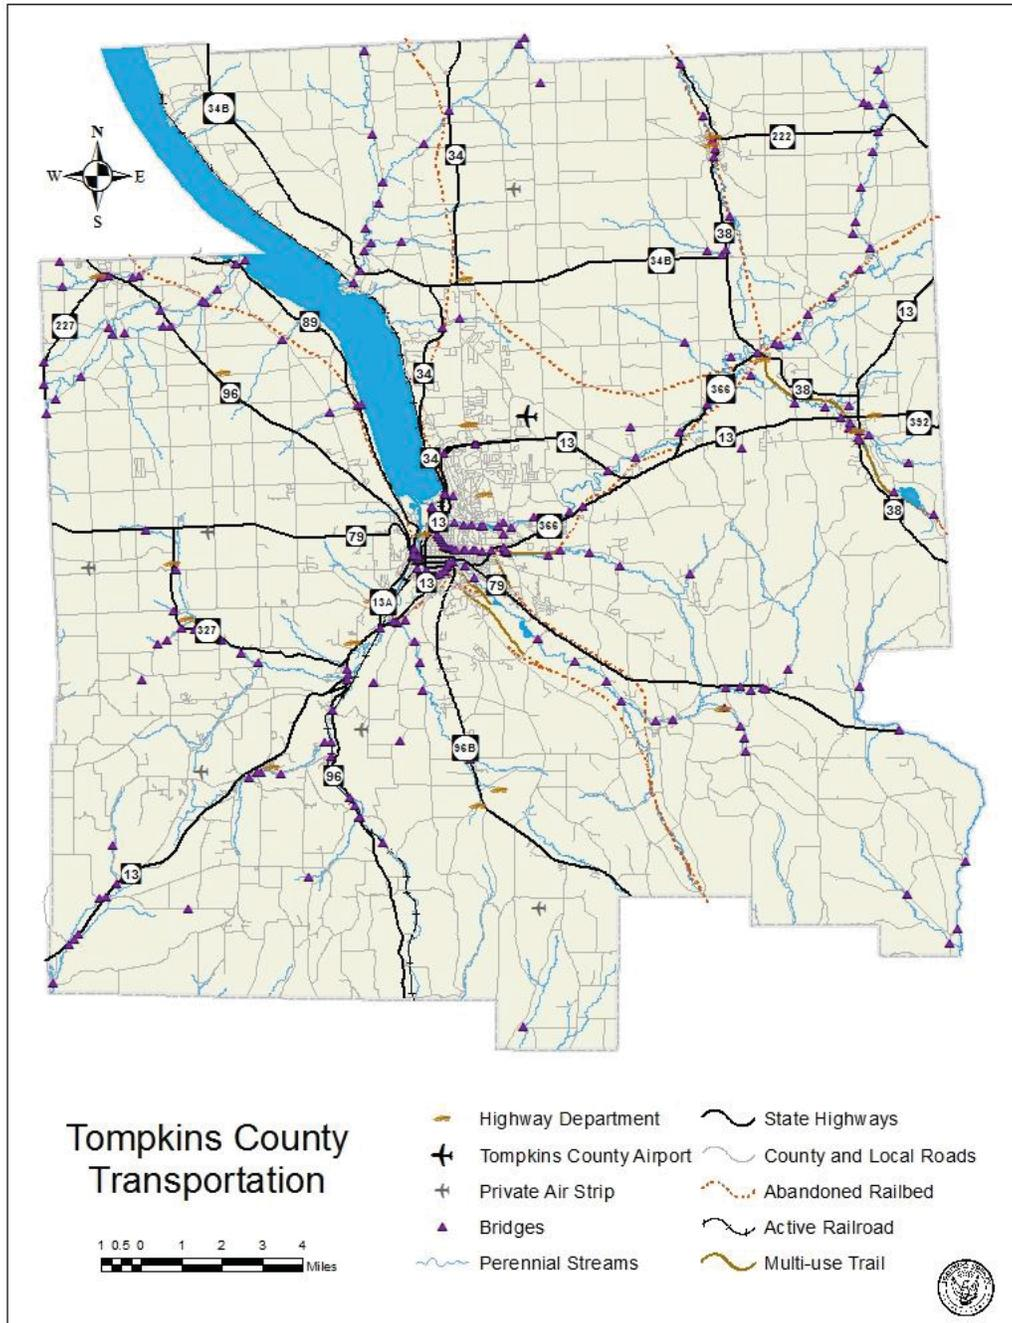 34B
34
222
N
W E
S
38
34B
13
227
89
34
366
38
96
392
13
13
34
38
13
366
79
13
79
13A
327
96B
96
13
Tompkins County
Transportation
1 0.5 0 1 2 3 4
Miles
Highway Department
Tompkins County Airport
Private Air Strip
Bridges
Perennial Streams
State Highways
County and Local Roads
Abandoned Railbed
Active Railroad
Multi-use Trail